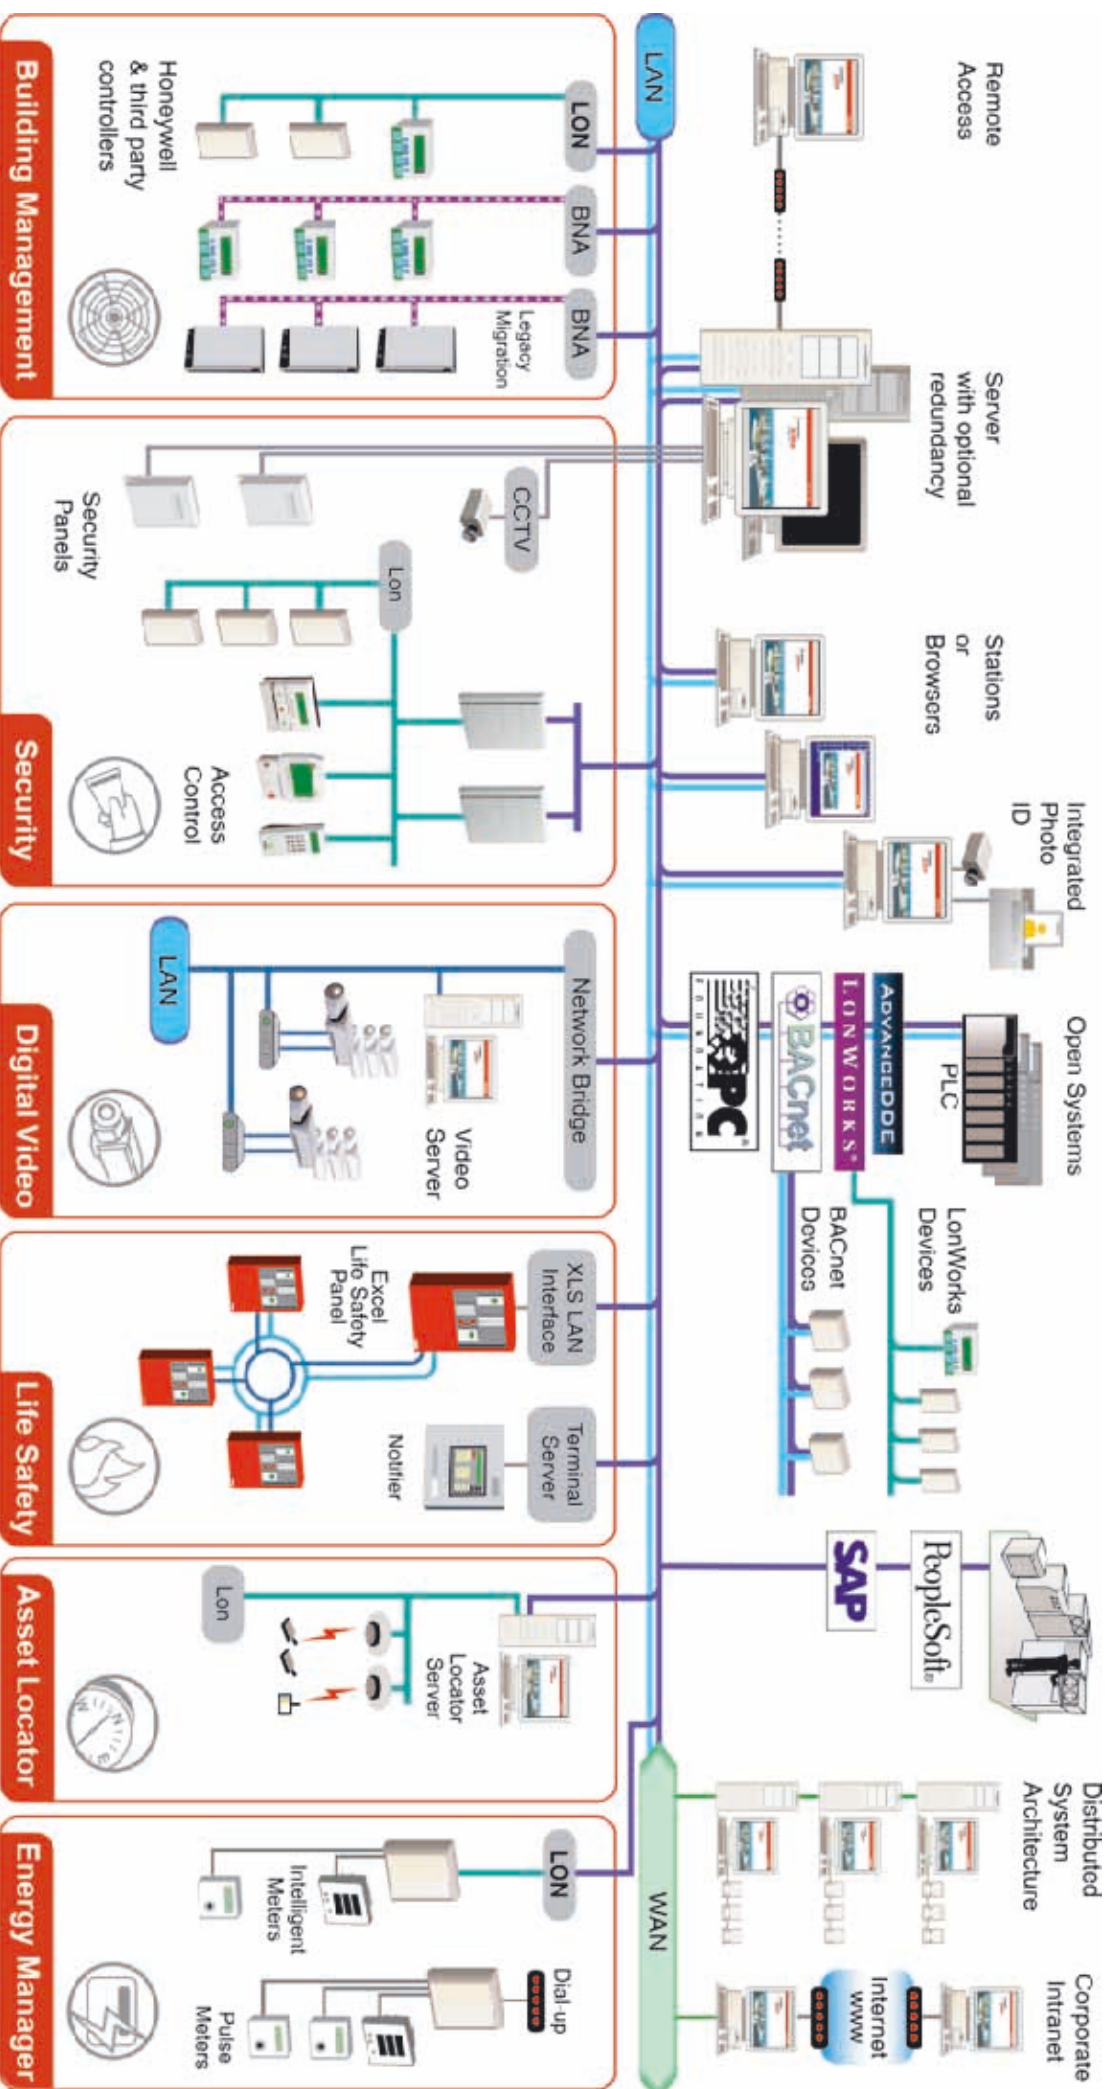 Remote
Access
Server
with optional
redundancy
Stations
or
Browsers
Integrated
Photo
ID
Open Systems
PLC
ADVANCEDDE
LONWORKS®
BACnet
OPC
FOUNDATION
LonWorks
Devices
BACnet
Devices
PeopleSoft®
SAP
Distributed
System
Architecture
Corporate
Intranet
Internet
www
LAN
WAN
LON
BNA
BNA
Legacy
Migration
Honeywell
& third party
controllers
Building Management
CCTV
Lon
Security
Panels
Access
Control
Security
Network Bridge
Video
Server
LAN
Digital Video
XLS LAN
Interface
Terminal
Server
Excel
Life Safety
Panel
Notifier
Life Safety
Asset
Locator
Server
Lon
N
E
W
Asset Locator
LON
Dial-up
Intelligent
Meters
Pulse
Meters
Energy Manager